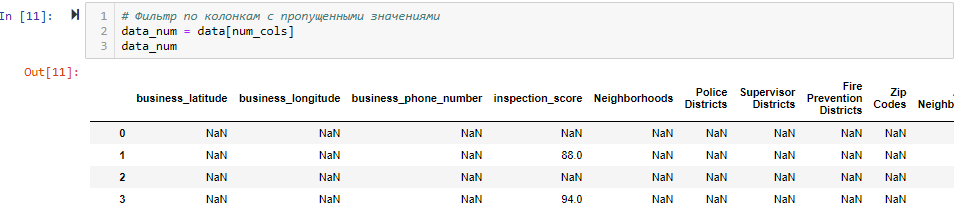 In [11]:
1 # Фильтр по колонкам с пропущенными значениями
2 data_num = data[num_cols]
3 data_num
Out[11]:
business_latitude business_longitude business_phone_number inspection_score Neighborhoods Police Districts Supervisor Districts Fire Prevention Districts Zip Codes
0 NaN NaN NaN NaN NaN NaN NaN NaN NaN
1 NaN NaN NaN 88.0 NaN NaN NaN NaN NaN
2 NaN NaN NaN NaN NaN NaN NaN NaN NaN
3 NaN NaN NaN 94.0 NaN NaN NaN NaN NaN